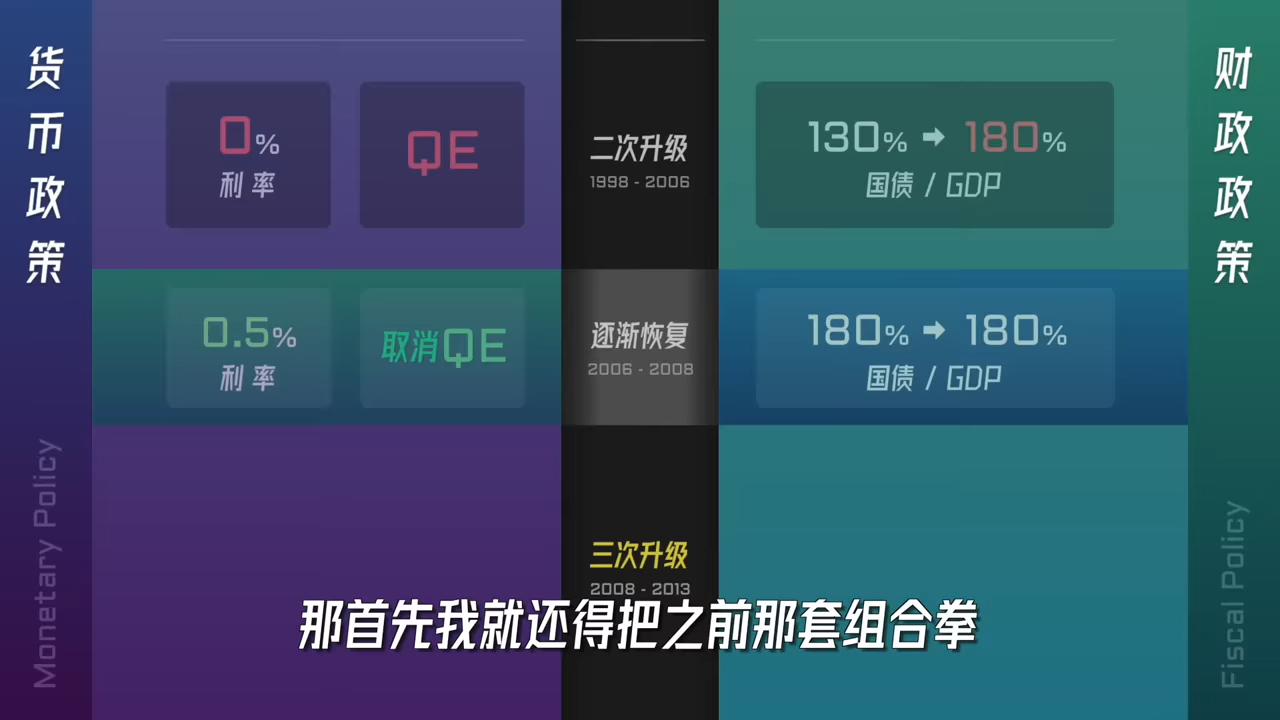 货币政策
Monetary Policy
0%
利率
QE
二次升级
1998 - 2006
130% ➡ 180%
国债 / GDP
0.5%
利率
取消QE
逐渐恢复
2006 - 2008
180% ➡ 180%
国债 / GDP
三次升级
2008 - 2013
财政政策
Fiscal Policy
那首先我就还得把之前那套组合拳